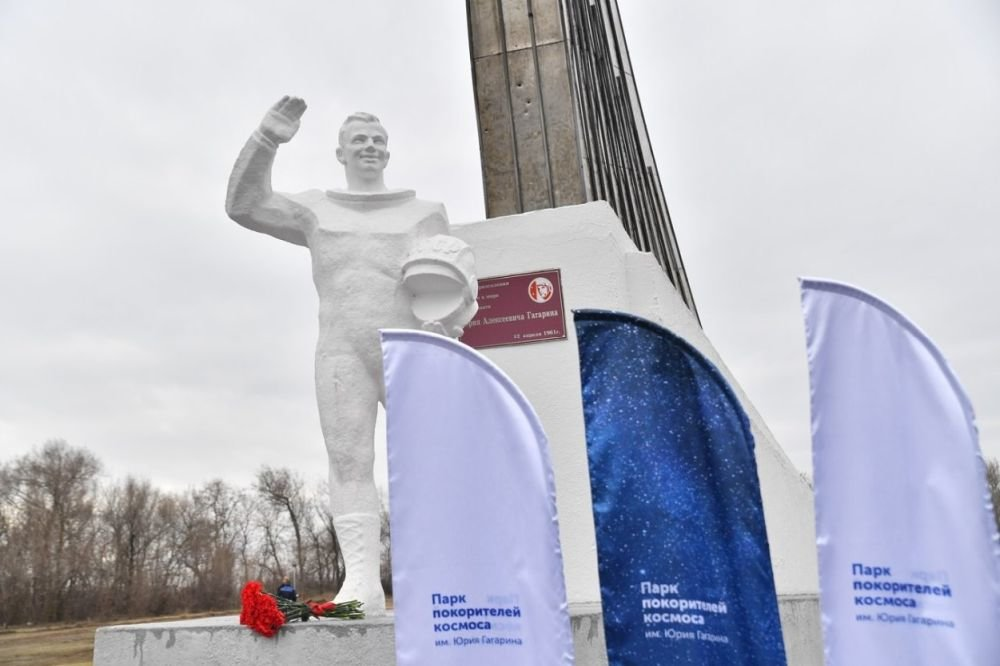 Алексеевича Гагарина
12 апреля 1961г.
Парк
покорителей
космоса
им. Юрия Гагарина
Парк
покорителей
космоса
им. Юрия Гагарина
Парк
покорителей
космоса
им. Юрия Гагарина